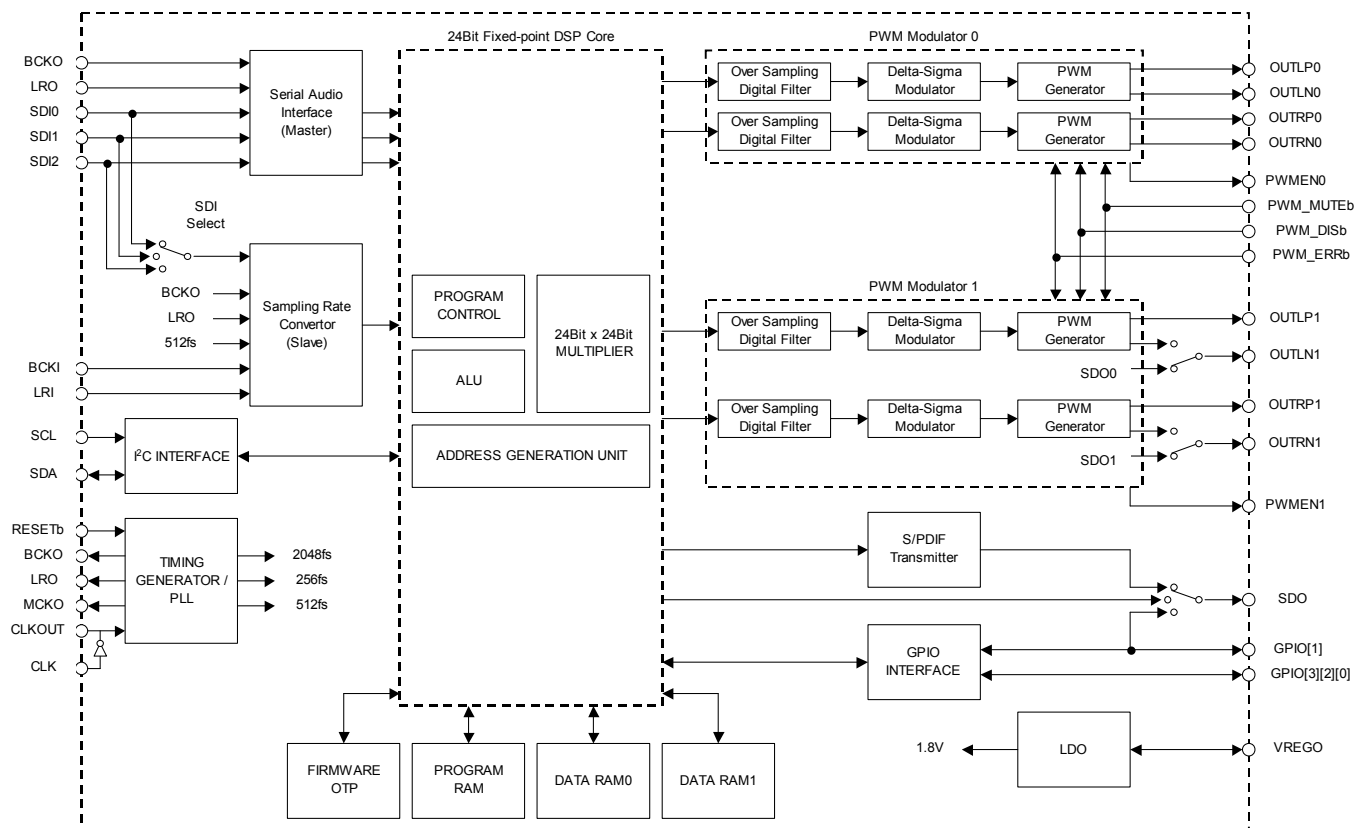 24Bit Fixed-point DSP Core
PWM Modulator 0
BCKO
LRO
SDI0
SDI1
SDI2
Serial Audio
Interface
(Master)
SDI
Select
BCKO
LRO
512fs
Sampling Rate
Convertor
(Slave)
BCKI
LRI
SCL
SDA
I²C INTERFACE
RESETb
BCKO
LRO
MCKO
CLKOUT
CLK
TIMING
GENERATOR /
PLL
2048fs
256fs
512fs
PROGRAM
CONTROL
ALU
24Bit x 24Bit
MULTIPLIER
ADDRESS GENERATION UNIT
FIRMWARE
OTP
PROGRAM
RAM
DATA RAM0
DATA RAM1
Over Sampling
Digital Filter
Delta-Sigma
Modulator
PWM
Generator
Over Sampling
Digital Filter
Delta-Sigma
Modulator
PWM
Generator
OUTLP0
OUTLN0
OUTRP0
OUTRN0
PWMEN0
PWM_MUTEb
PWM_DISb
PWM_ERRb
PWM Modulator 1
Over Sampling
Digital Filter
Delta-Sigma
Modulator
PWM
Generator
SDO0
Over Sampling
Digital Filter
Delta-Sigma
Modulator
PWM
Generator
SDO1
OUTLP1
OUTLN1
OUTRP1
OUTRN1
PWMEN1
S/PDIF
Transmitter
SDO
GPIO
INTERFACE
GPIO[1]
GPIO[3][2][0]
1.8V
LDO
VREGO